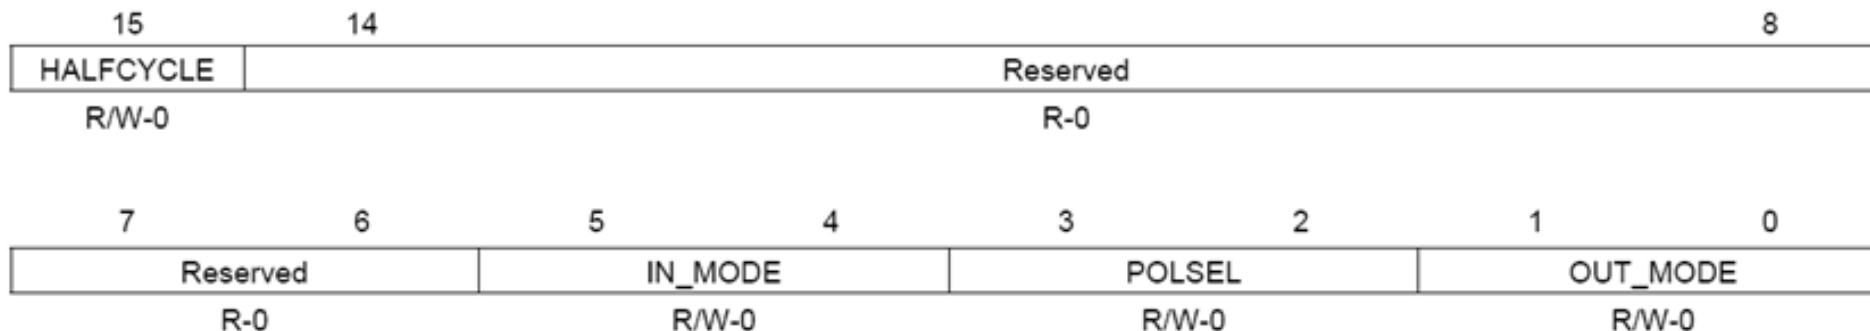 15 14 8
HALFCYCLE Reserved
R/W-0 R-0
7 6 5 4 3 2 1 0
Reserved IN_MODE POLSEL OUT_MODE
R-0 R/W-0 R/W-0 R/W-0